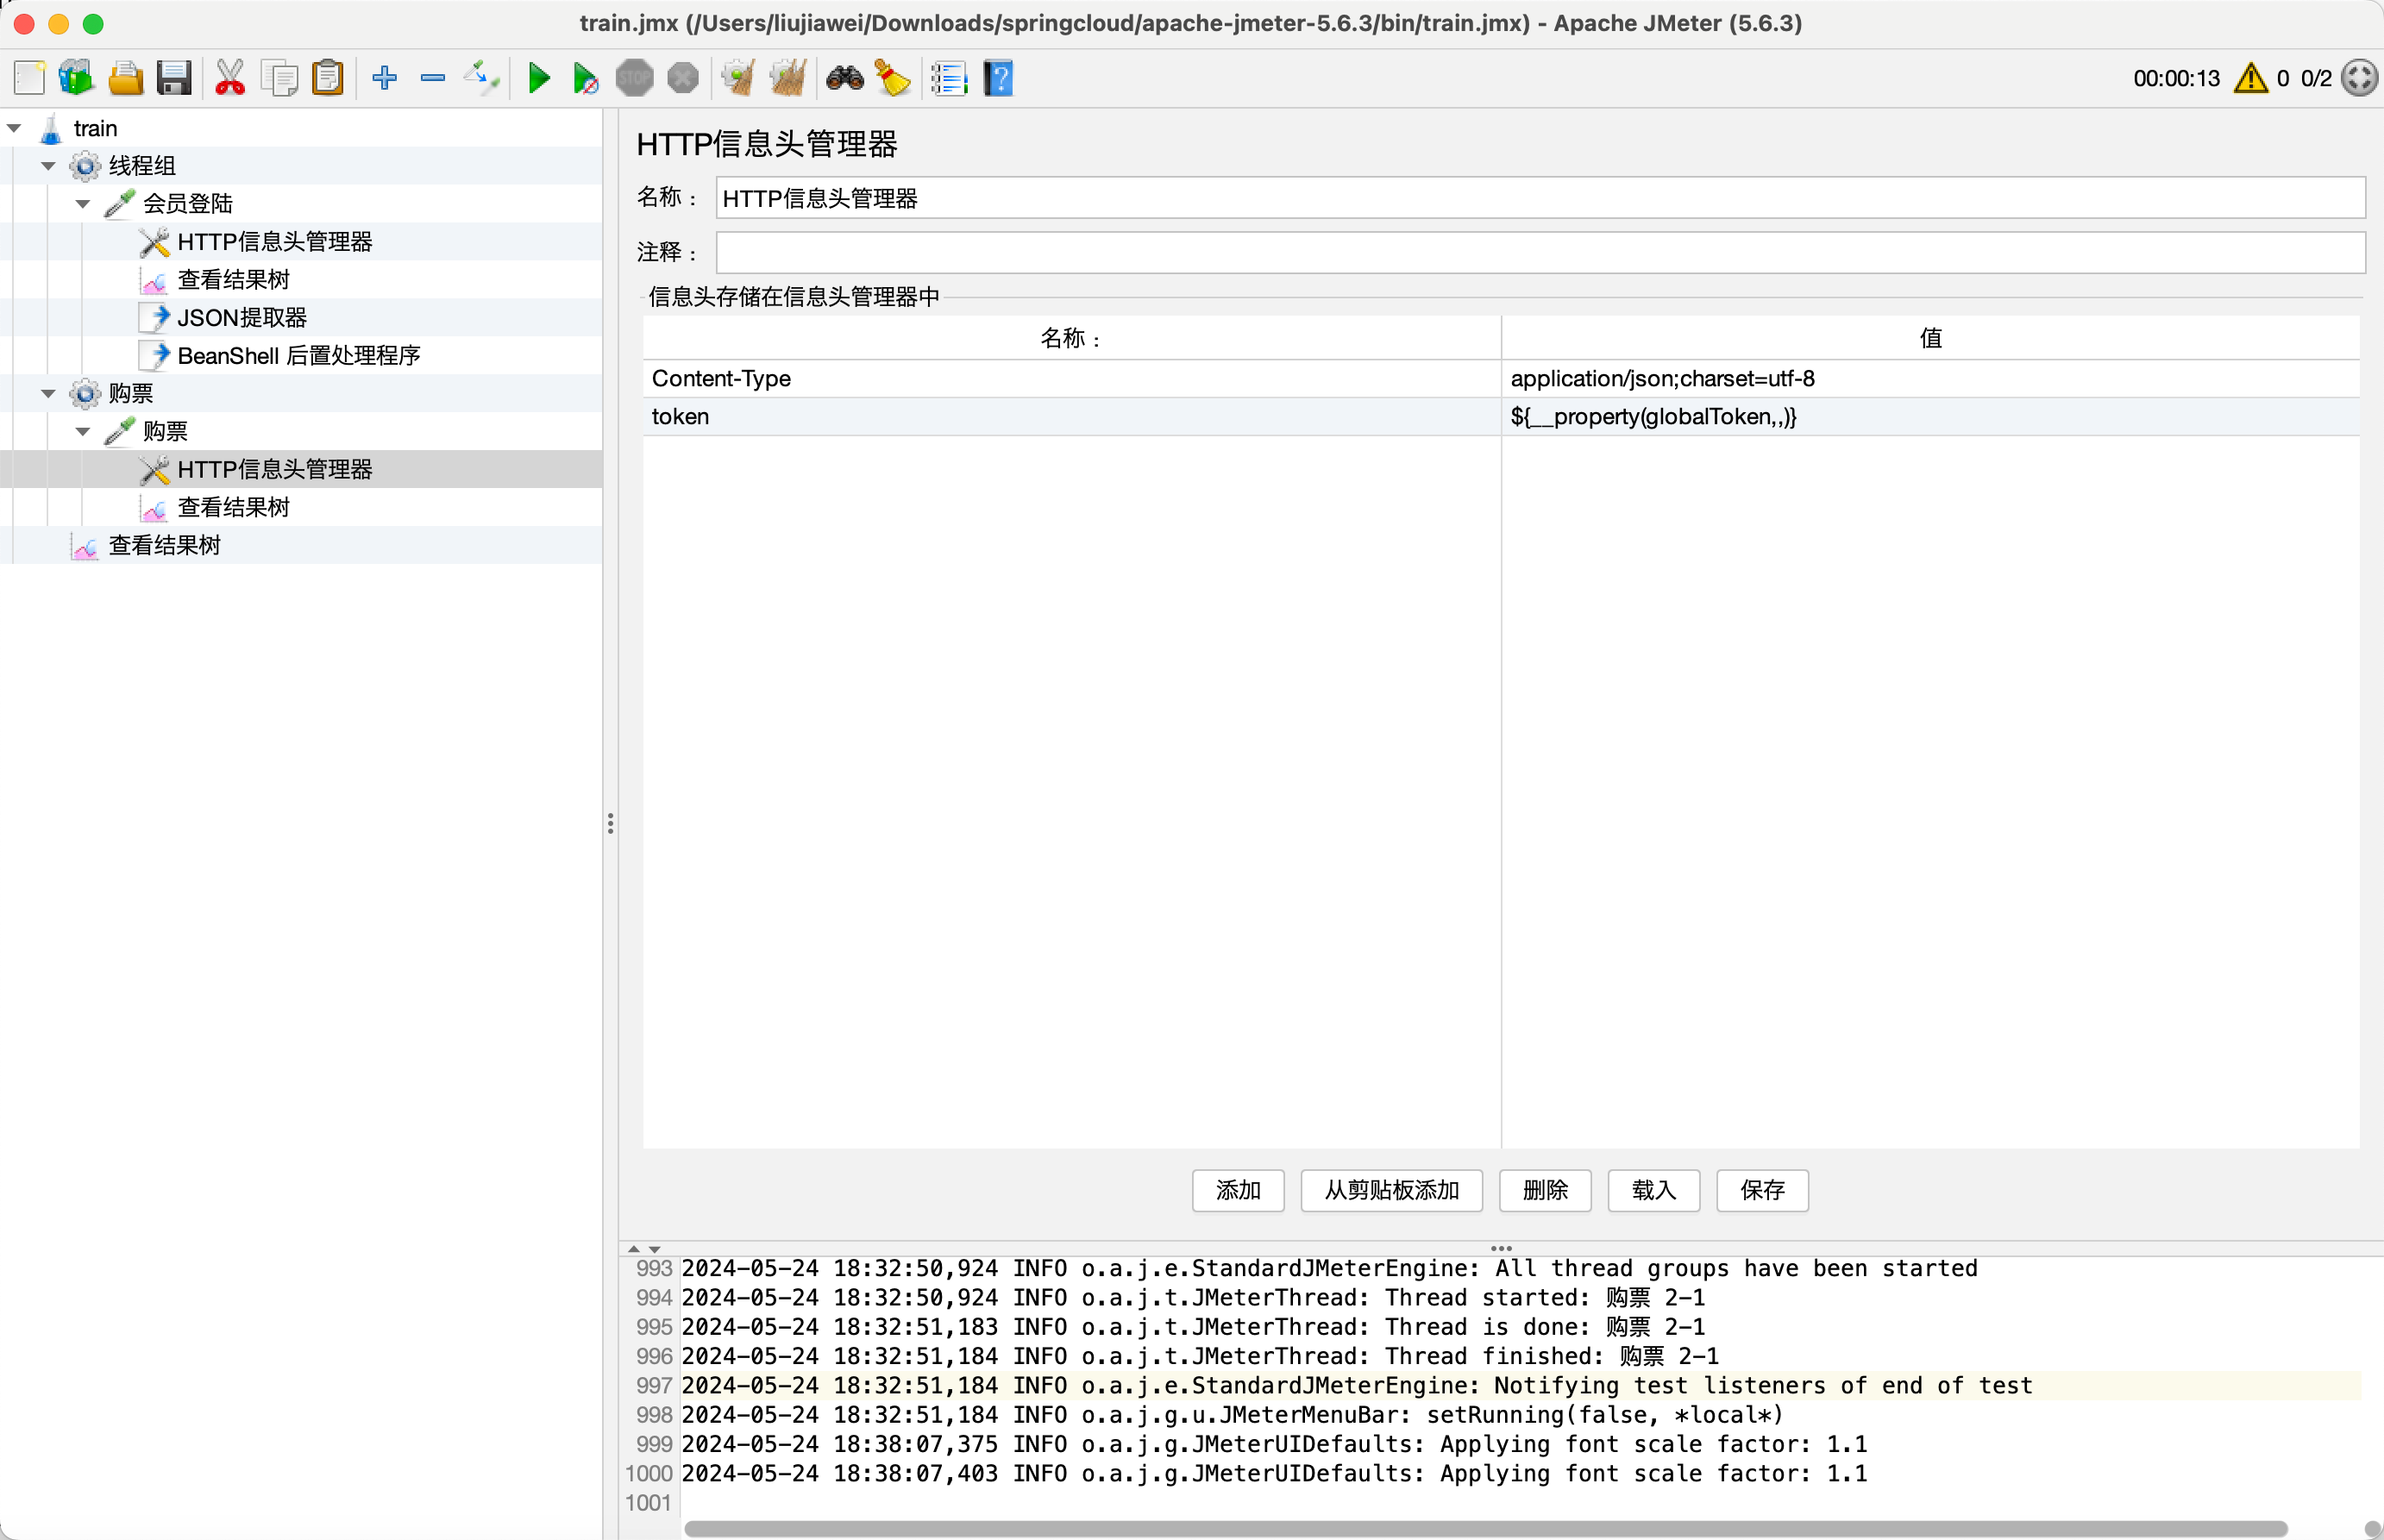 train.jmx (/Users/liujiawei/Downloads/springcloud/apache-jmeter-5.6.3/bin/train.jmx) - Apache JMeter (5.6.3)
STOP
00:00:13
0
0/2
train
线程组
会员登陆
HTTP信息头管理器
查看结果树
JSON提取器
BeanShell 后置处理程序
购票
购票
HTTP信息头管理器
查看结果树
查看结果树
HTTP信息头管理器
名称：
HTTP信息头管理器
注释：
信息头存储在信息头管理器中
名称：
值
Content-Type
application/json;charset=utf-8
token
${__property(globalToken,,)}
添加
从剪贴板添加
删除
载入
保存
993 2024-05-24 18:32:50,924 INFO o.a.j.e.StandardJMeterEngine: All thread groups have been started
994 2024-05-24 18:32:50,924 INFO o.a.j.t.JMeterThread: Thread started: 购票 2-1
995 2024-05-24 18:32:51,183 INFO o.a.j.t.JMeterThread: Thread is done: 购票 2-1
996 2024-05-24 18:32:51,184 INFO o.a.j.t.JMeterThread: Thread finished: 购票 2-1
997 2024-05-24 18:32:51,184 INFO o.a.j.e.StandardJMeterEngine: Notifying test listeners of end of test
998 2024-05-24 18:32:51,184 INFO o.a.j.g.u.JMeterMenuBar: setRunning(false, *local*)
999 2024-05-24 18:38:07,375 INFO o.a.j.g.JMeterUIDefaults: Applying font scale factor: 1.1
1000 2024-05-24 18:38:07,403 INFO o.a.j.g.JMeterUIDefaults: Applying font scale factor: 1.1
1001